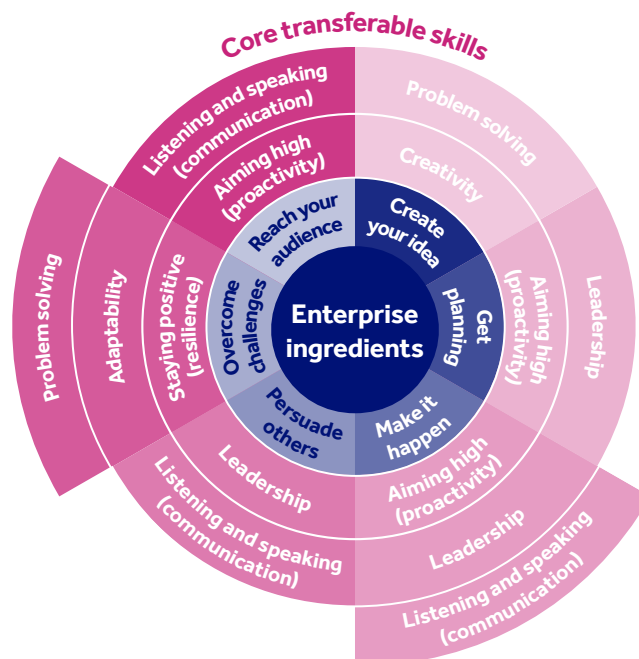 Core transferable skills
Enterprise
ingredients
Create
your idea
Creativity
Problem solving
Get
planning
Aiming high
(proactivity)
Leadership
Make it
happen
Aiming high
(proactivity)
Leadership
Listening and speaking
(communication)
Persuade
others
Leadership
Listening and speaking
(communication)
Overcome
challenges
Staying positive
(resilience)
Adaptability
Problem solving
Reach your
audience
Aiming high
(proactivity)
Listening and speaking
(communication)